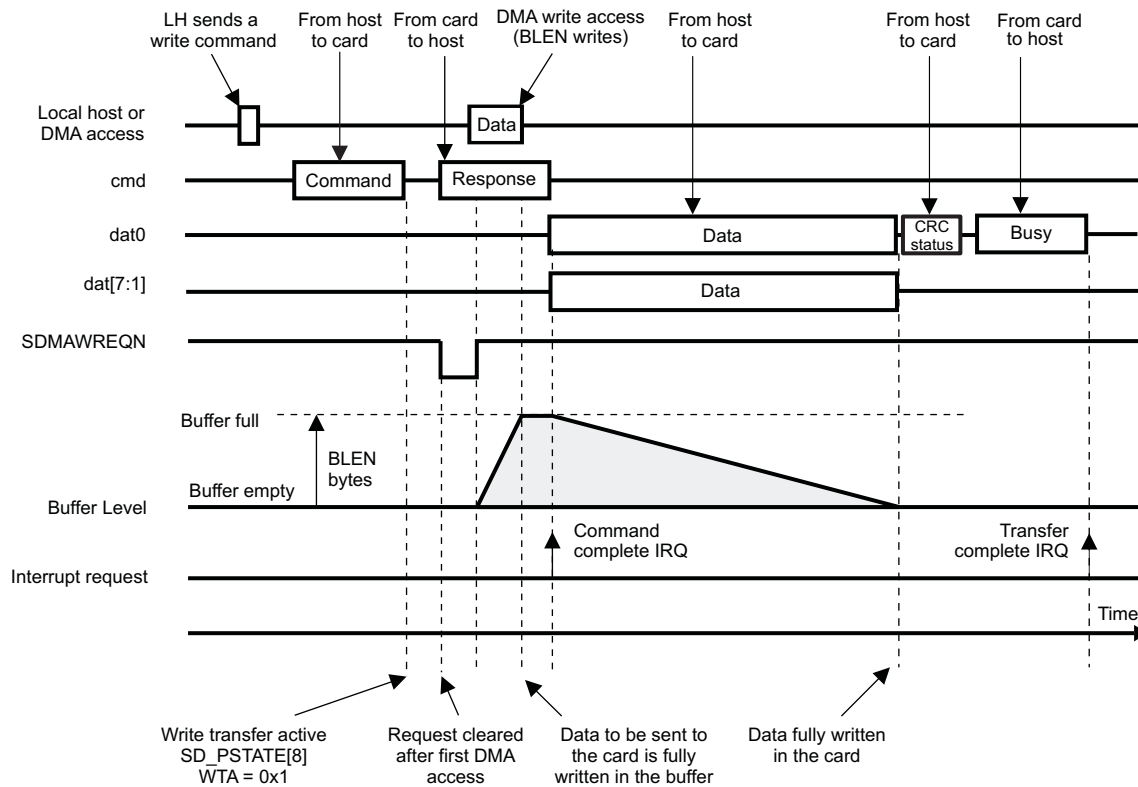 LH sends a
write command
From host
to card
From card
to host
DMA write access
(BLEN writes)
From host
to card
From host
to card
From card
to host
Local host or
DMA access
Data
cmd
Command
Response
dat0
Data
CRC
status
Busy
dat[7:1]
Data
SDMAWREQN
Buffer full
BLEN
bytes
Buffer empty
Buffer Level
Command
complete IRQ
Transfer
complete IRQ
Interrupt request
Time
Write transfer active
SD_PSTATE[8]
WTA = 0x1
Request cleared
after first DMA
access
Data to be sent to
the card is fully
written in the buffer
Data fully written
in the card